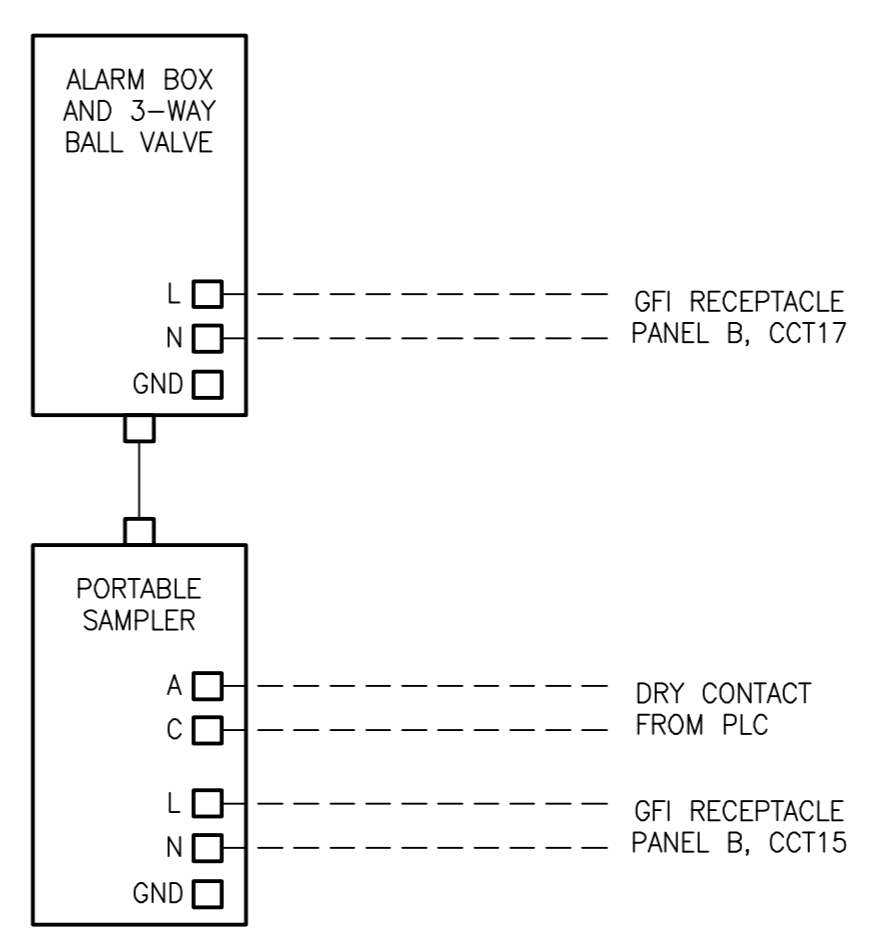 ALARM BOX
AND 3-WAY
BALL VALVE
L
N
GND
GFI RECEPTACLE
PANEL B, CCT17
PORTABLE
SAMPLER
A
C
DRY CONTACT
FROM PLC
L
N
GND
GFI RECEPTACLE
PANEL B, CCT15